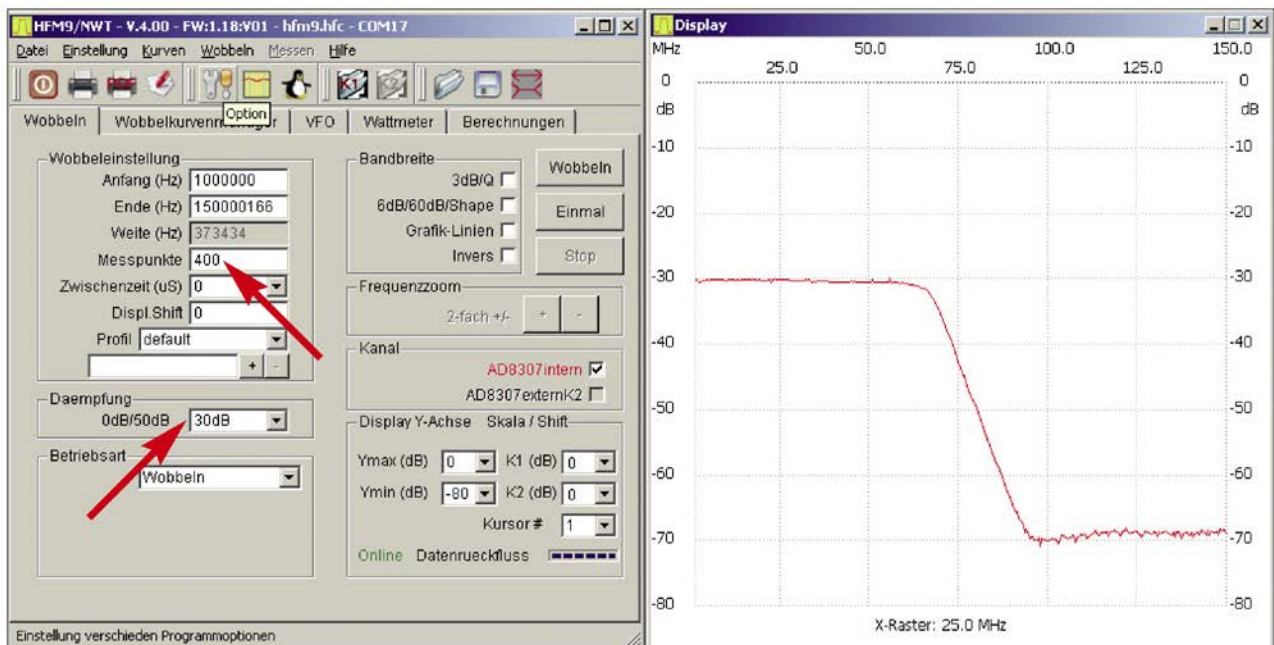 HFM9/NWT - V.4.00 - FW:1.18:V01 - hfm9.hfc - COM17
Datei Einstellung Kurven Wobbeln Messen Hilfe
K1
Option
Wobbeln Wobbelkurvenm VFO Wattmeter Berechnungen
Wobbeleinstellung
Anfang (Hz) 1000000
Ende (Hz) 150000166
Weite (Hz) 373434
Messpunkte 400
Zwischenzeit (uS) 0
Displ.Shift 0
Profil default
+ -
Daempfung
0dB/50dB 30dB
Betriebsart
Wobbeln
Bandbreite
3dB/Q
6dB/60dB/Shape
Grafik-Linien
Invers
Wobbeln
Einmal
Stop
Frequenzzoom
2-fach +/- + -
Kanal
AD8307intern
AD8307externK2
Display Y-Achse Skala / Shift
Ymax (dB) 0 K1 (dB) 0
Ymin (dB) -80 K2 (dB) 0
Kursor # 1
Online Datenrueckfluss
Einstellung verschieden Programmoptionen
Display
MHz 50.0 100.0 150.0
25.0 75.0 125.0
0 0
dB dB
-10 -10
-20 -20
-30 -30
-40 -40
-50 -50
-60 -60
-70 -70
-80 -80
X-Raster: 25.0 MHz